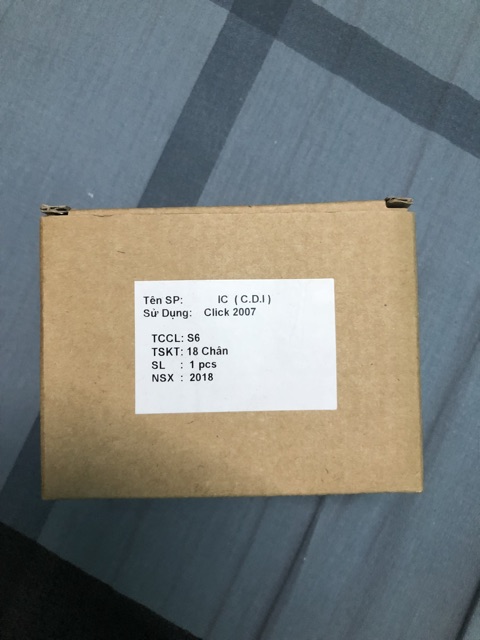 Tên SP: IC ( C.D.I )
Sử Dụng: Click 2007
TCCL: S6
TSKT: 18 Chân
SL : 1 pcs
NSX : 2018